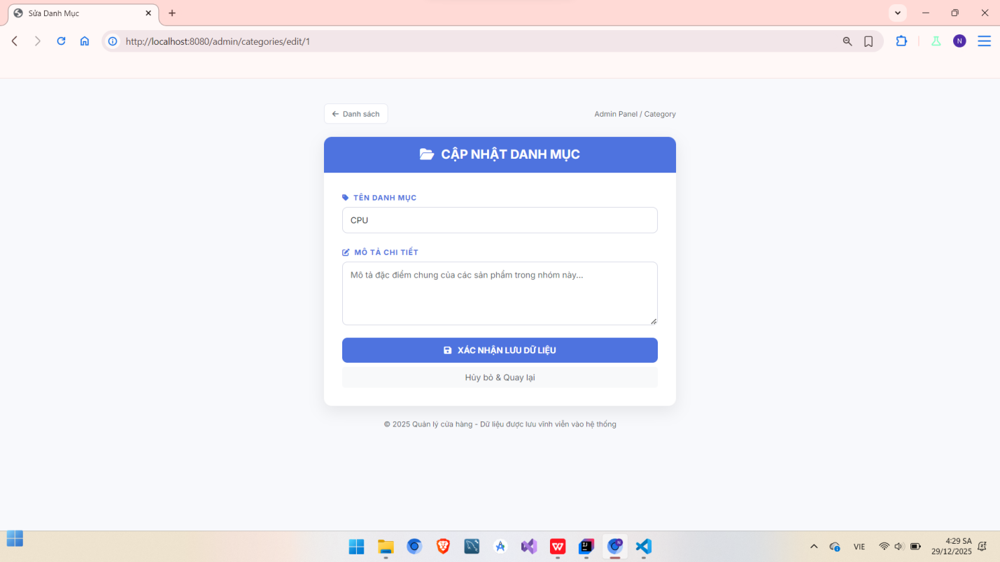 Sửa Danh Mục
http://localhost:8080/admin/categories/edit/1
N
Danh sách
Admin Panel / Category
CẬP NHẬT DANH MỤC
TÊN DANH MỤC
CPU
MÔ TẢ CHI TIẾT
Mô tả đặc điểm chung của các sản phẩm trong nhóm này...
XÁC NHẬN LƯU DỮ LIỆU
Hủy bỏ & Quay lại
© 2025 Quản lý cửa hàng - Dữ liệu được lưu vĩnh viễn vào hệ thống
VIE
4:29 SA
29/12/2025